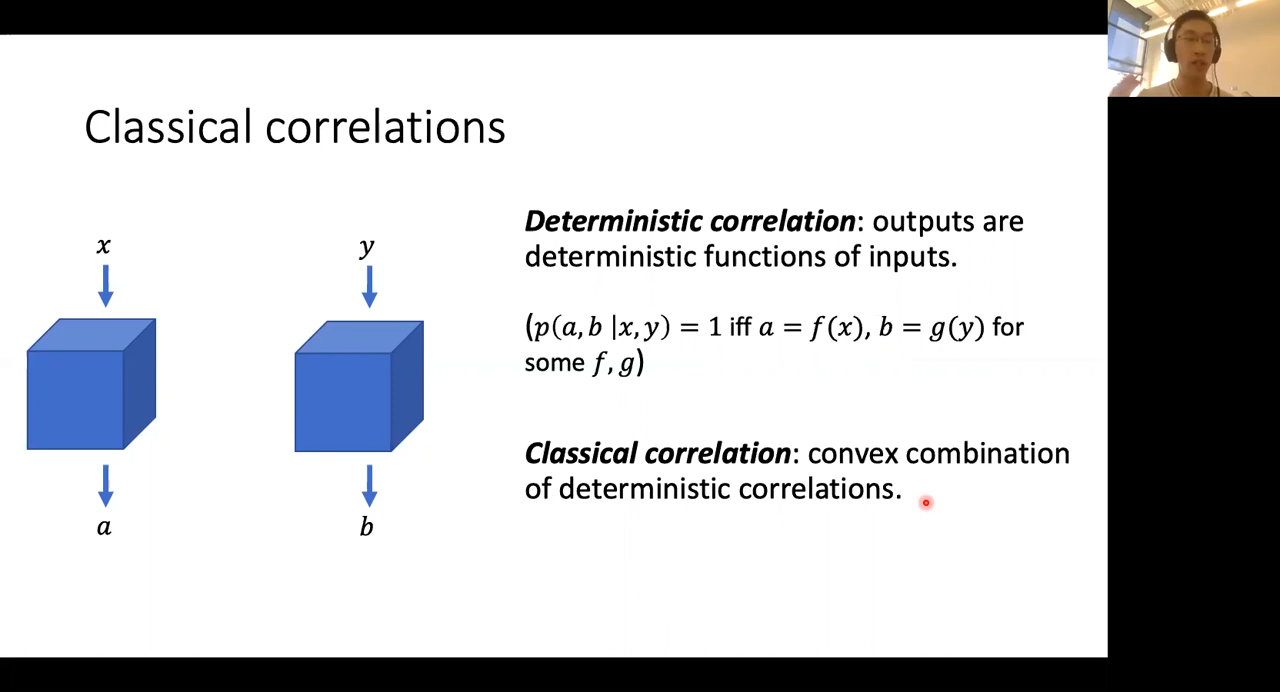 Classical correlations
x
y
a
b
Deterministic correlation: outputs are
deterministic functions of inputs.
(p(a, b |x, y) = 1 iff a = f(x), b = g(y) for
some f, g)
Classical correlation: convex combination
of deterministic correlations.